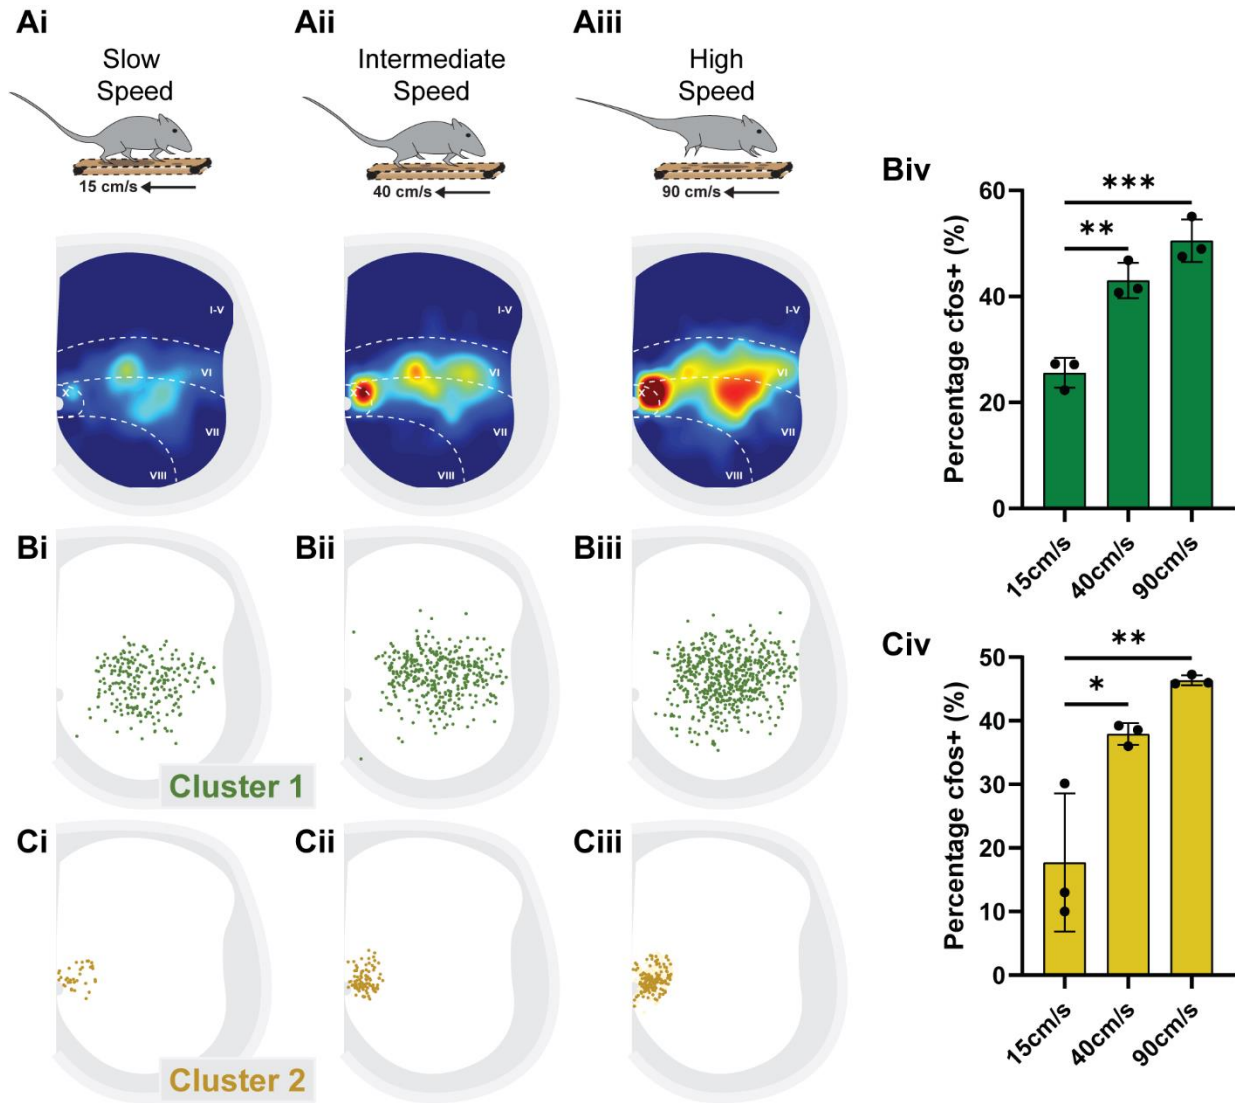 Ai
Aii
Aiii
Slow
Speed
Intermediate
Speed
High
Speed
15 cm/s
40 cm/s
90 cm/s
I-V
VI
X
VII
VIII
I-V
VI
X
VII
VIII
I-V
VI
X
VII
VIII
Biv
Percentage cfos+ (%)
60
40
20
0
***
**
15cm/s
40cm/s
90cm/s
Bi
Bii
Biii
Cluster 1
Civ
Percentage cfos+ (%)
50
40
30
20
10
0
**
*
15cm/s
40cm/s
90cm/s
Ci
Cii
Ciii
Cluster 2